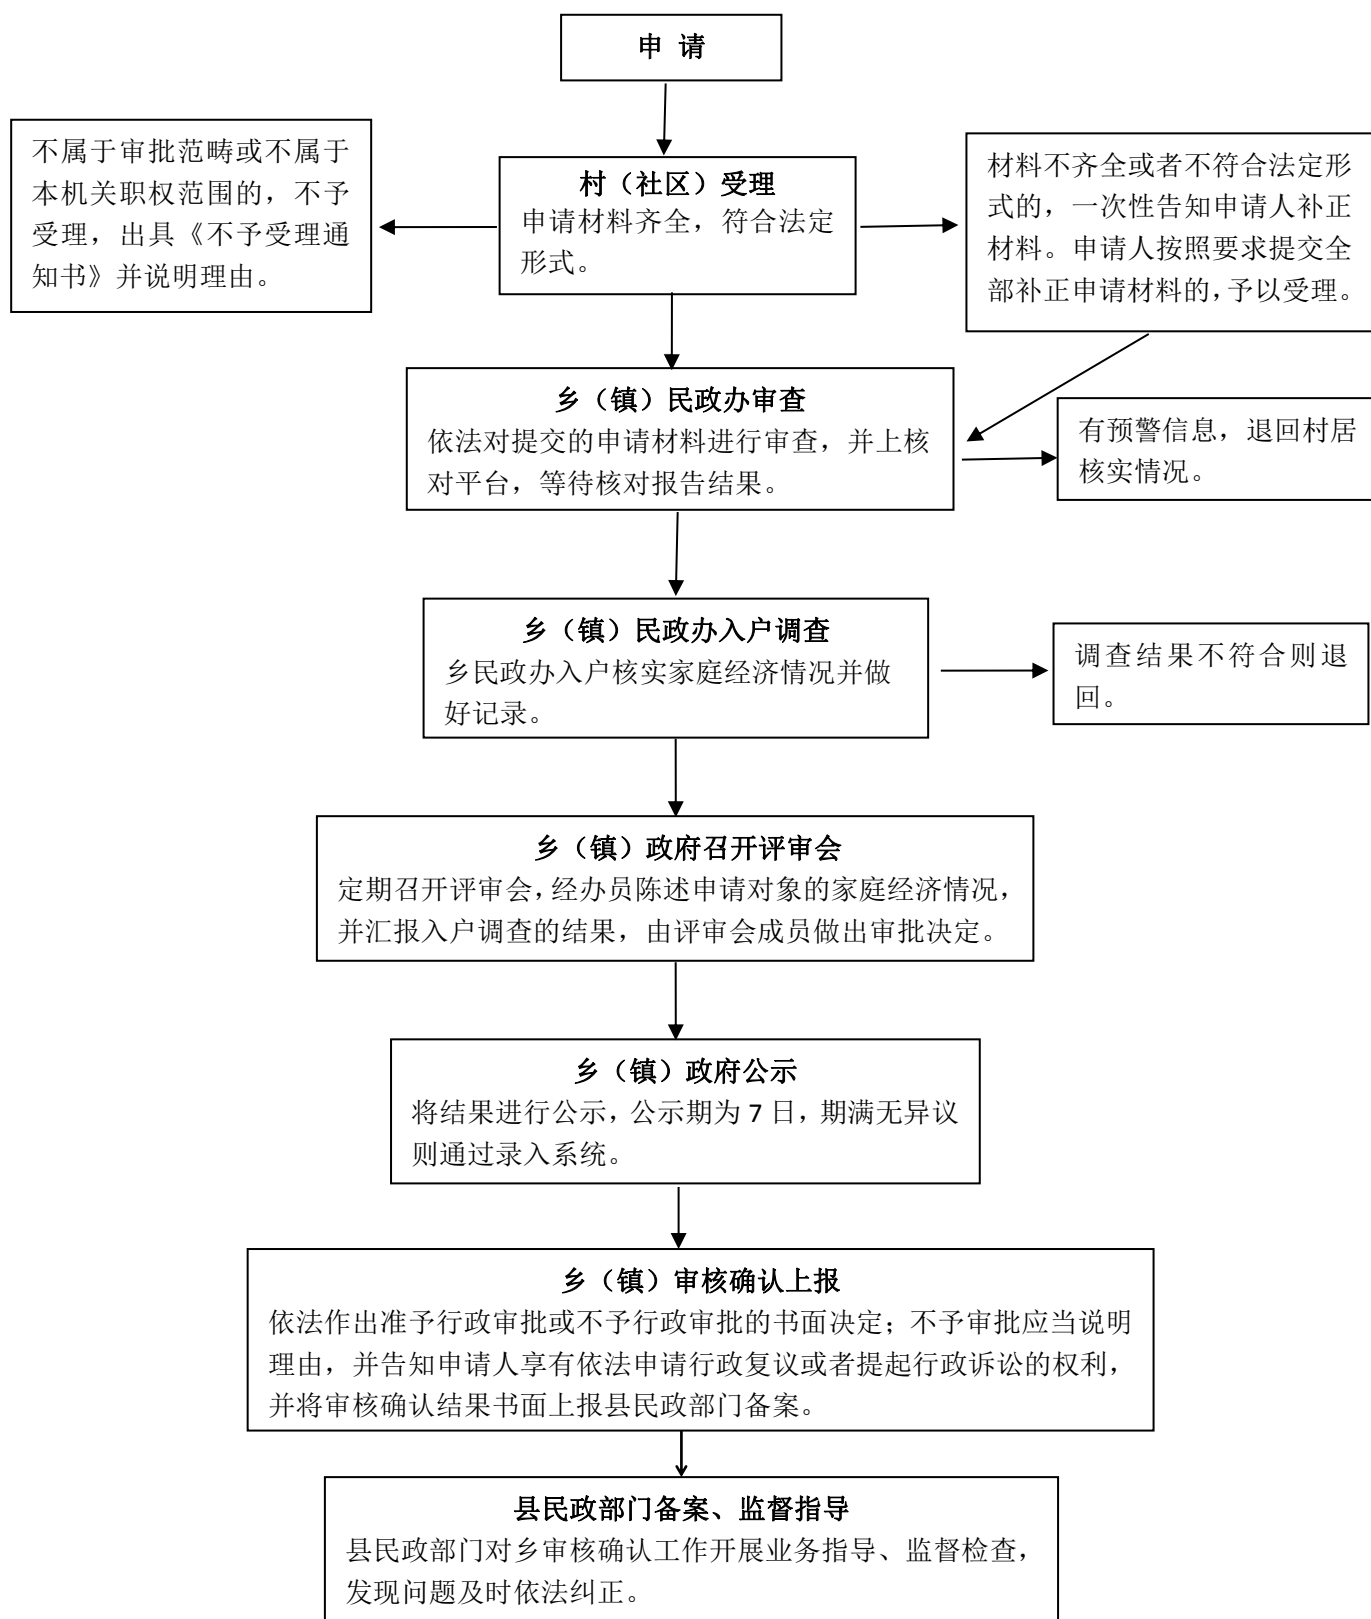 申 请
不属于审批范畴或不属于
本机关职权范围的，不予
受理，出具《不予受理通
知书》并说明理由。
村（社区）受理
申请材料齐全，符合法定
形式。
材料不齐全或者不符合法定形
式的，一次性告知申请人补正
材料。申请人按照要求提交全
部补正申请材料的，予以受理。
乡（镇）民政办审查
依法对提交的申请材料进行审查，并上核
对平台，等待核对报告结果。
有预警信息，退回村居
核实情况。
乡（镇）民政办入户调查
乡民政办入户核实家庭经济情况并做
好记录。
调查结果不符合则退
回。
乡（镇）政府召开评审会
定期召开评审会，经办员陈述申请对象的家庭经济情况，
并汇报入户调查的结果，由评审会成员做出审批决定。
乡（镇）政府公示
将结果进行公示，公示期为 7 日，期满无异议
则通过录入系统。
乡（镇）审核确认上报
依法作出准予行政审批或不予行政审批的书面决定；不予审批应当说明
理由，并告知申请人享有依法申请行政复议或者提起行政诉讼的权利，
并将审核确认结果书面上报县民政部门备案。
县民政部门备案、监督指导
县民政部门对乡审核确认工作开展业务指导、监督检查，
发现问题及时依法纠正。